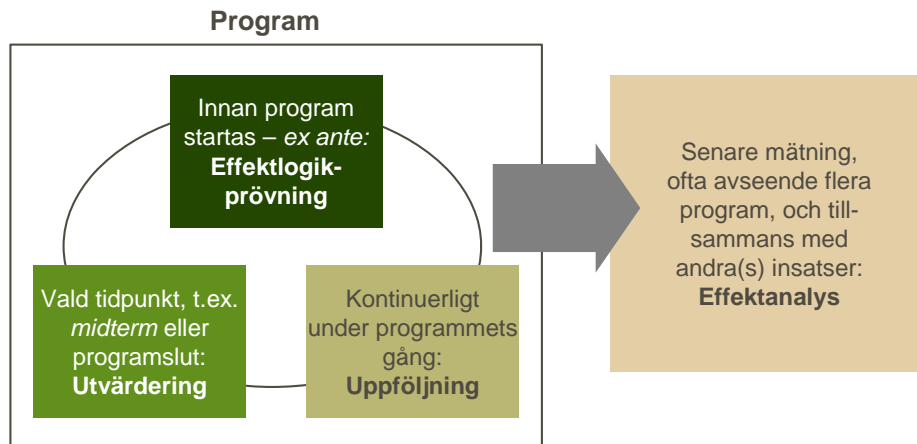 Program
Innan program
startas – ex ante:
Effektlogik-
prövning
Vald tidpunkt, t.ex.
midterm eller
programslut:
Utvärdering
Kontinuerligt
under programmets
gång:
Uppföljning
Senare mätning,
ofta avseende flera
program, och till-
sammans med
andra(s) insatser:
Effektanalys